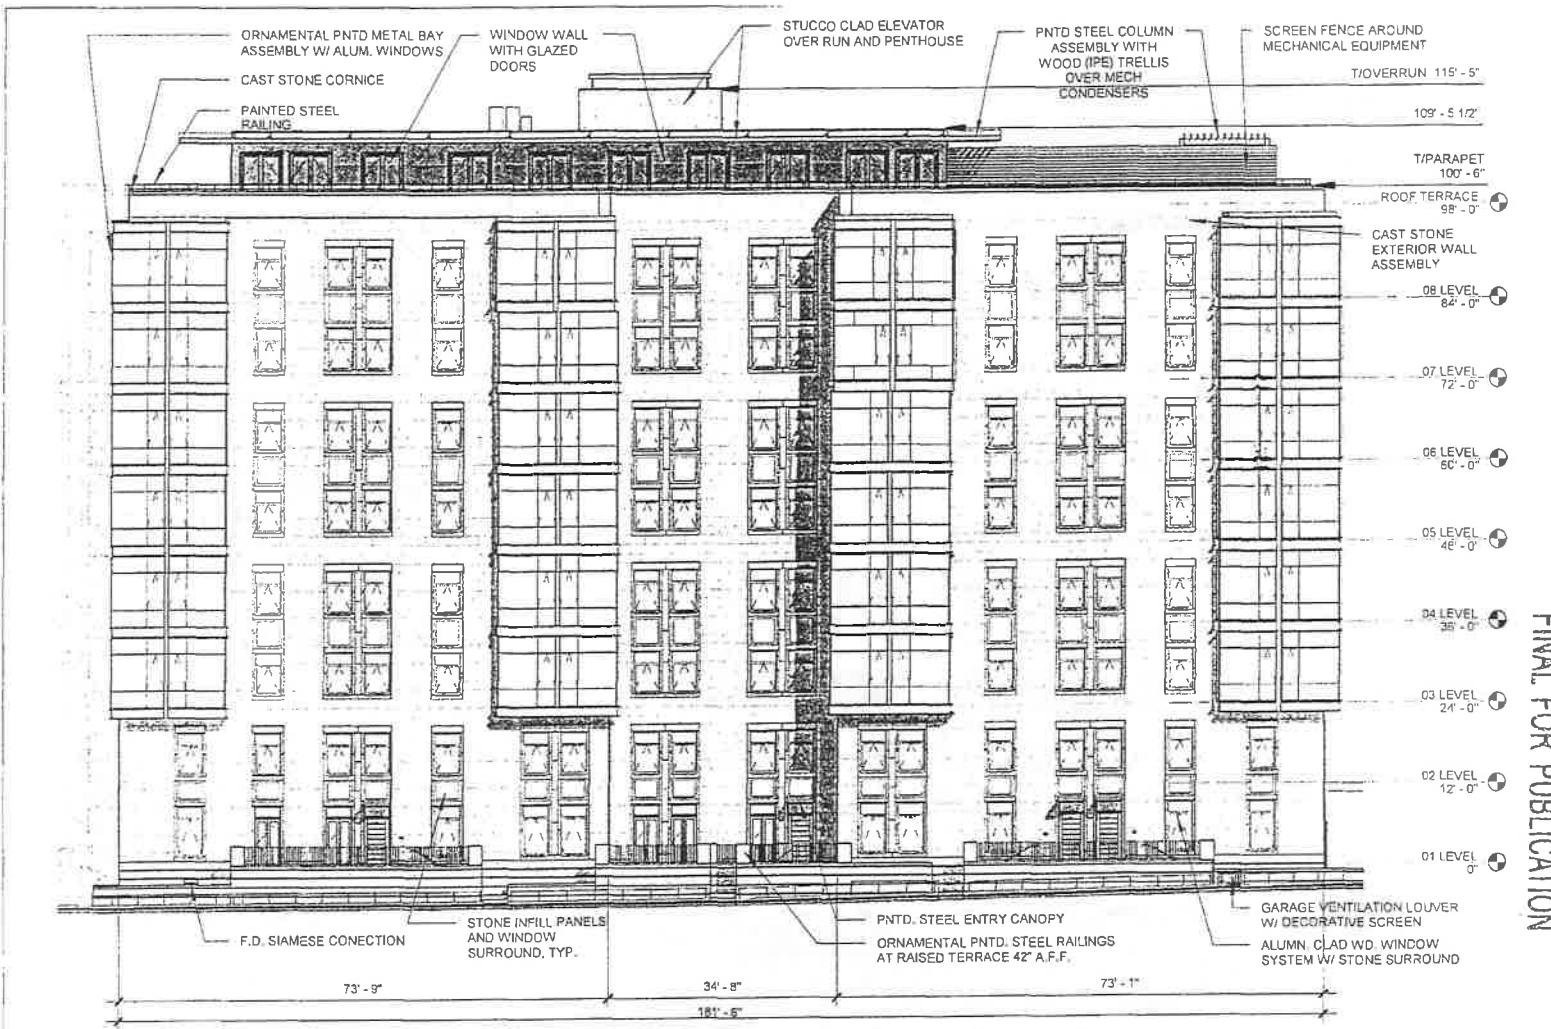 ORNAMENTAL PNTD METAL BAY
ASSEMBLY W/ ALUM. WINDOWS
CAST STONE CORNICE
PAINTED STEEL
RAILING
WINDOW WALL
WITH GLAZED
DOORS
STUCCO CLAD ELEVATOR
OVER RUN AND PENTHOUSE
PNTD STEEL COLUMN
ASSEMBLY WITH
WOOD (IPE) TRELLIS
OVER MECH
CONDENSERS
SCREEN FENCE AROUND
MECHANICAL EQUIPMENT
T/OVERRUN 115' - 5"
109' - 5 1/2"
T/PARAPET
100' - 6"
ROOF TERRACE
98' - 0"
CAST STONE
EXTERIOR WALL
ASSEMBLY
08 LEVEL
84' - 0"
07 LEVEL
72' - 0"
06 LEVEL
60' - 0"
05 LEVEL
48' - 0"
04 LEVEL
36' - 0"
03 LEVEL
24' - 0"
02 LEVEL
12' - 0"
01 LEVEL
0"
FINAL FOR PUBLICATION
F.D. SIAMESE CONECTION
STONE INFILL PANELS
AND WINDOW
SURROUND, TYP.
PNTD. STEEL ENTRY CANOPY
ORNAMENTAL PNTD. STEEL RAILINGS
AT RAISED TERRACE 42" A.F.F.
GARAGE VENTILATION LOUVER
W/ DECORATIVE SCREEN
ALUMN. CLAD WD. WINDOW
SYSTEM W/ STONE SURROUND
73' - 9"
34' - 8"
73' - 1"
181' - 6"